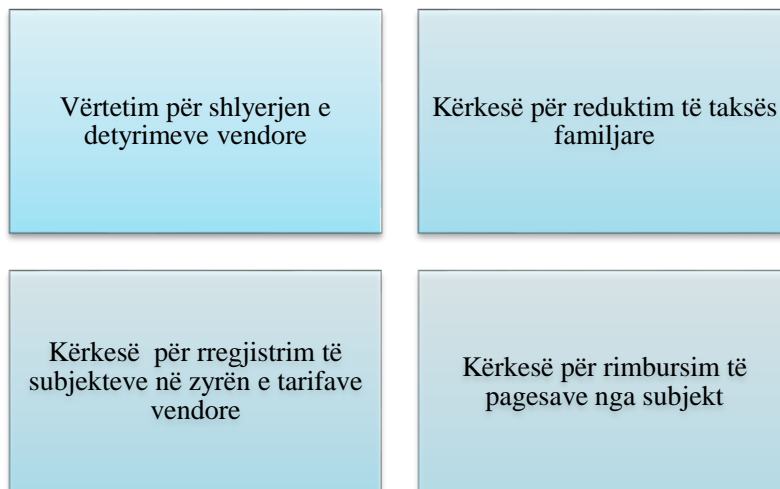 Vërtetim për shlyerjen e
detyrimeve vendore
Kërkesë për reduktim të taksës
familjare
Kërkesë për rregjistrim të
subjekteve në zyrën e tarifave
vendore
Kërkesë për rimbursim të
pagesave nga subjekt